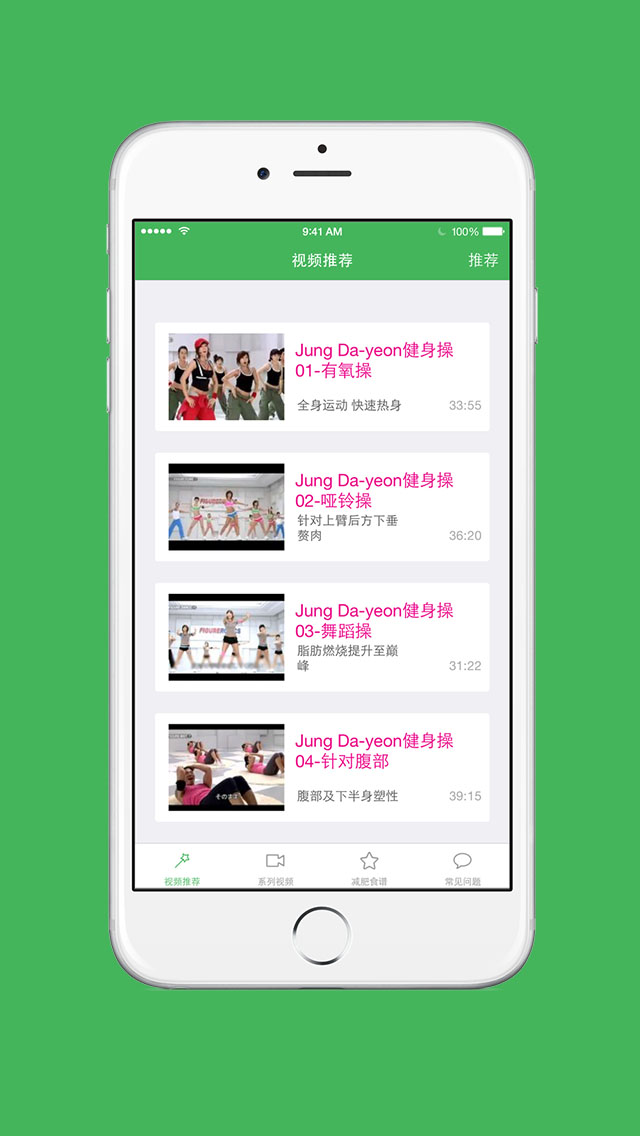 9:41 AM
100%
视频推荐
推荐
Jung Da-yeon健身操
01-有氧操
全身运动 快速热身
33:55
Jung Da-yeon健身操
02-哑铃操
针对上臂后方下垂
赘肉
36:20
Jung Da-yeon健身操
03-舞蹈操
脂肪燃烧提升至巅
峰
31:22
Jung Da-yeon健身操
04-针对腹部
腹部及下半身塑性
39:15
视频推荐
系列视频
减肥食谱
常见问题